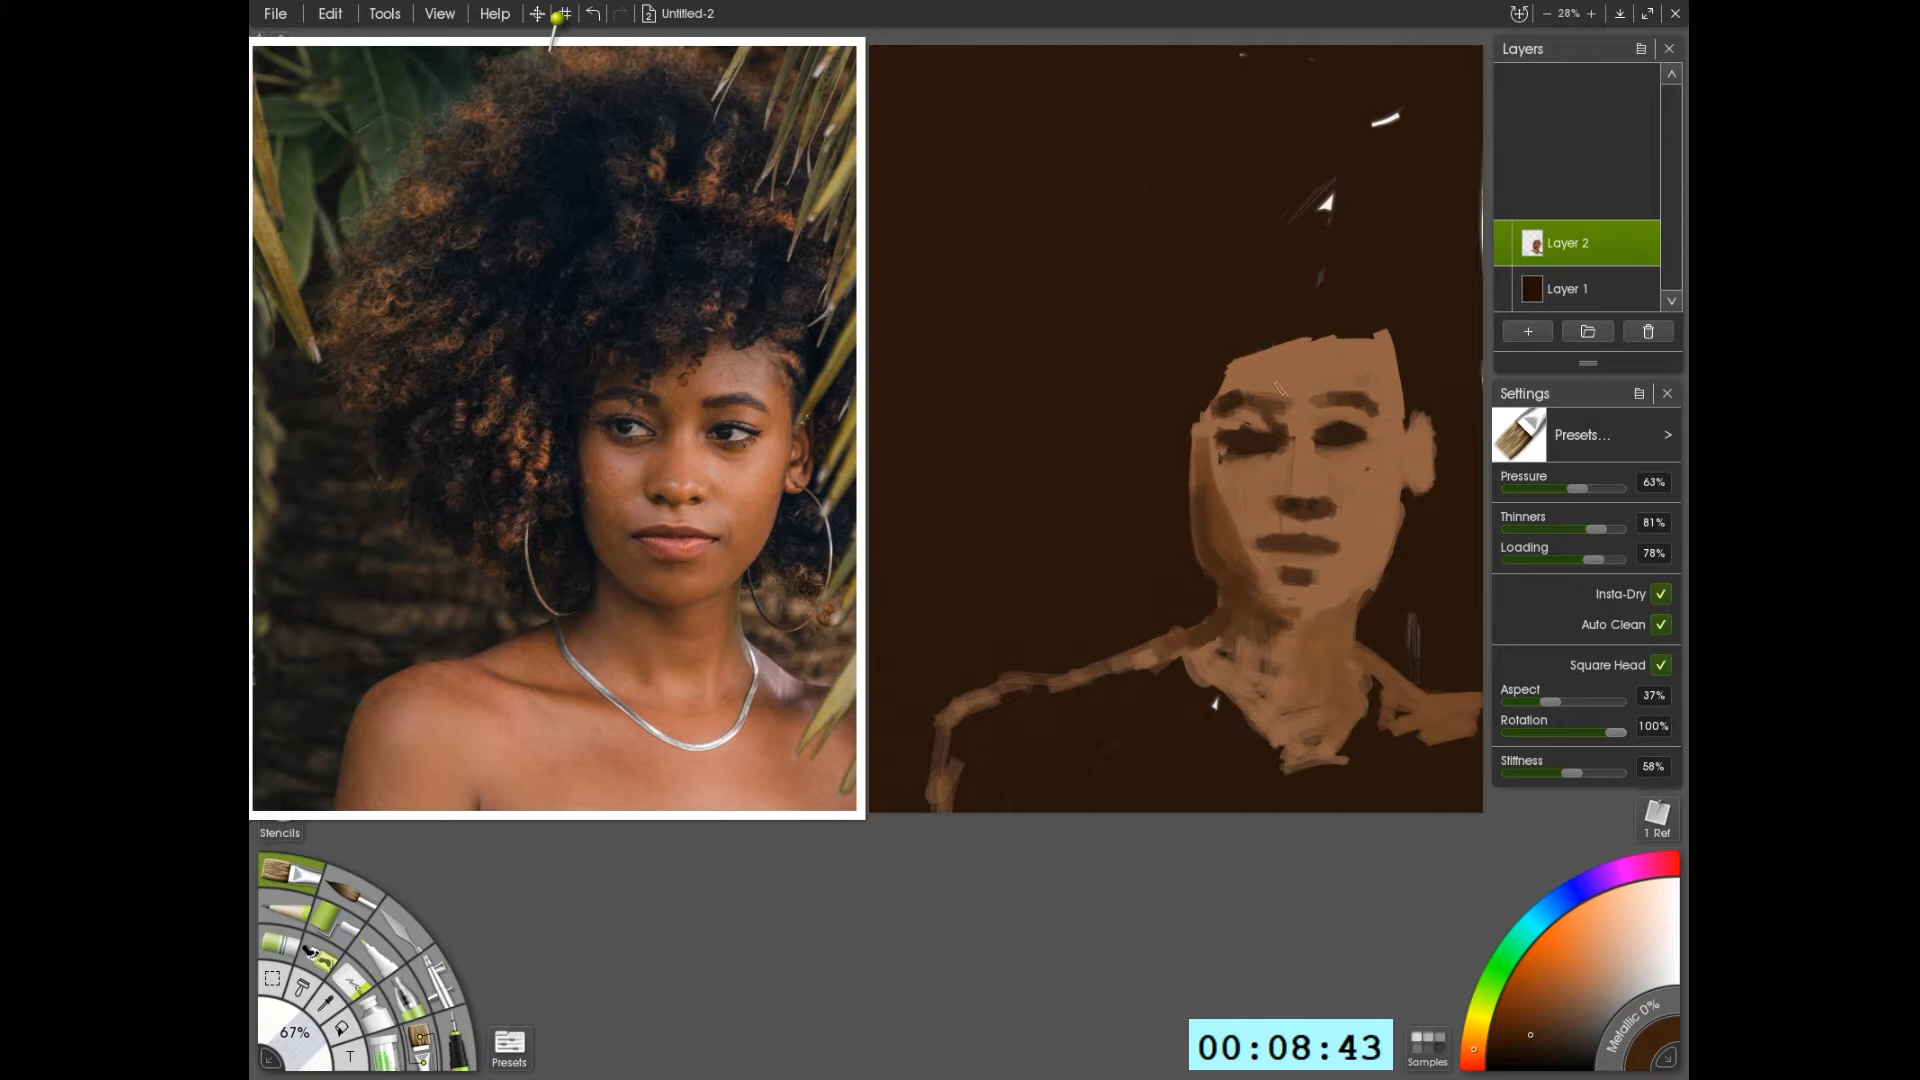 File Edit Tools View Help Untitled-2 28%
Layers
Layer 2
Layer 1
Settings
Presets...
Pressure 63%
Thinners 81%
Loading 78%
Insta-Dry
Auto Clean
Square Head
Aspect 37%
Rotation 100%
Stiffness 58%
Stencils
1 Ref
Metallic 0%
67%
T
Presets
00:08:43
Samples